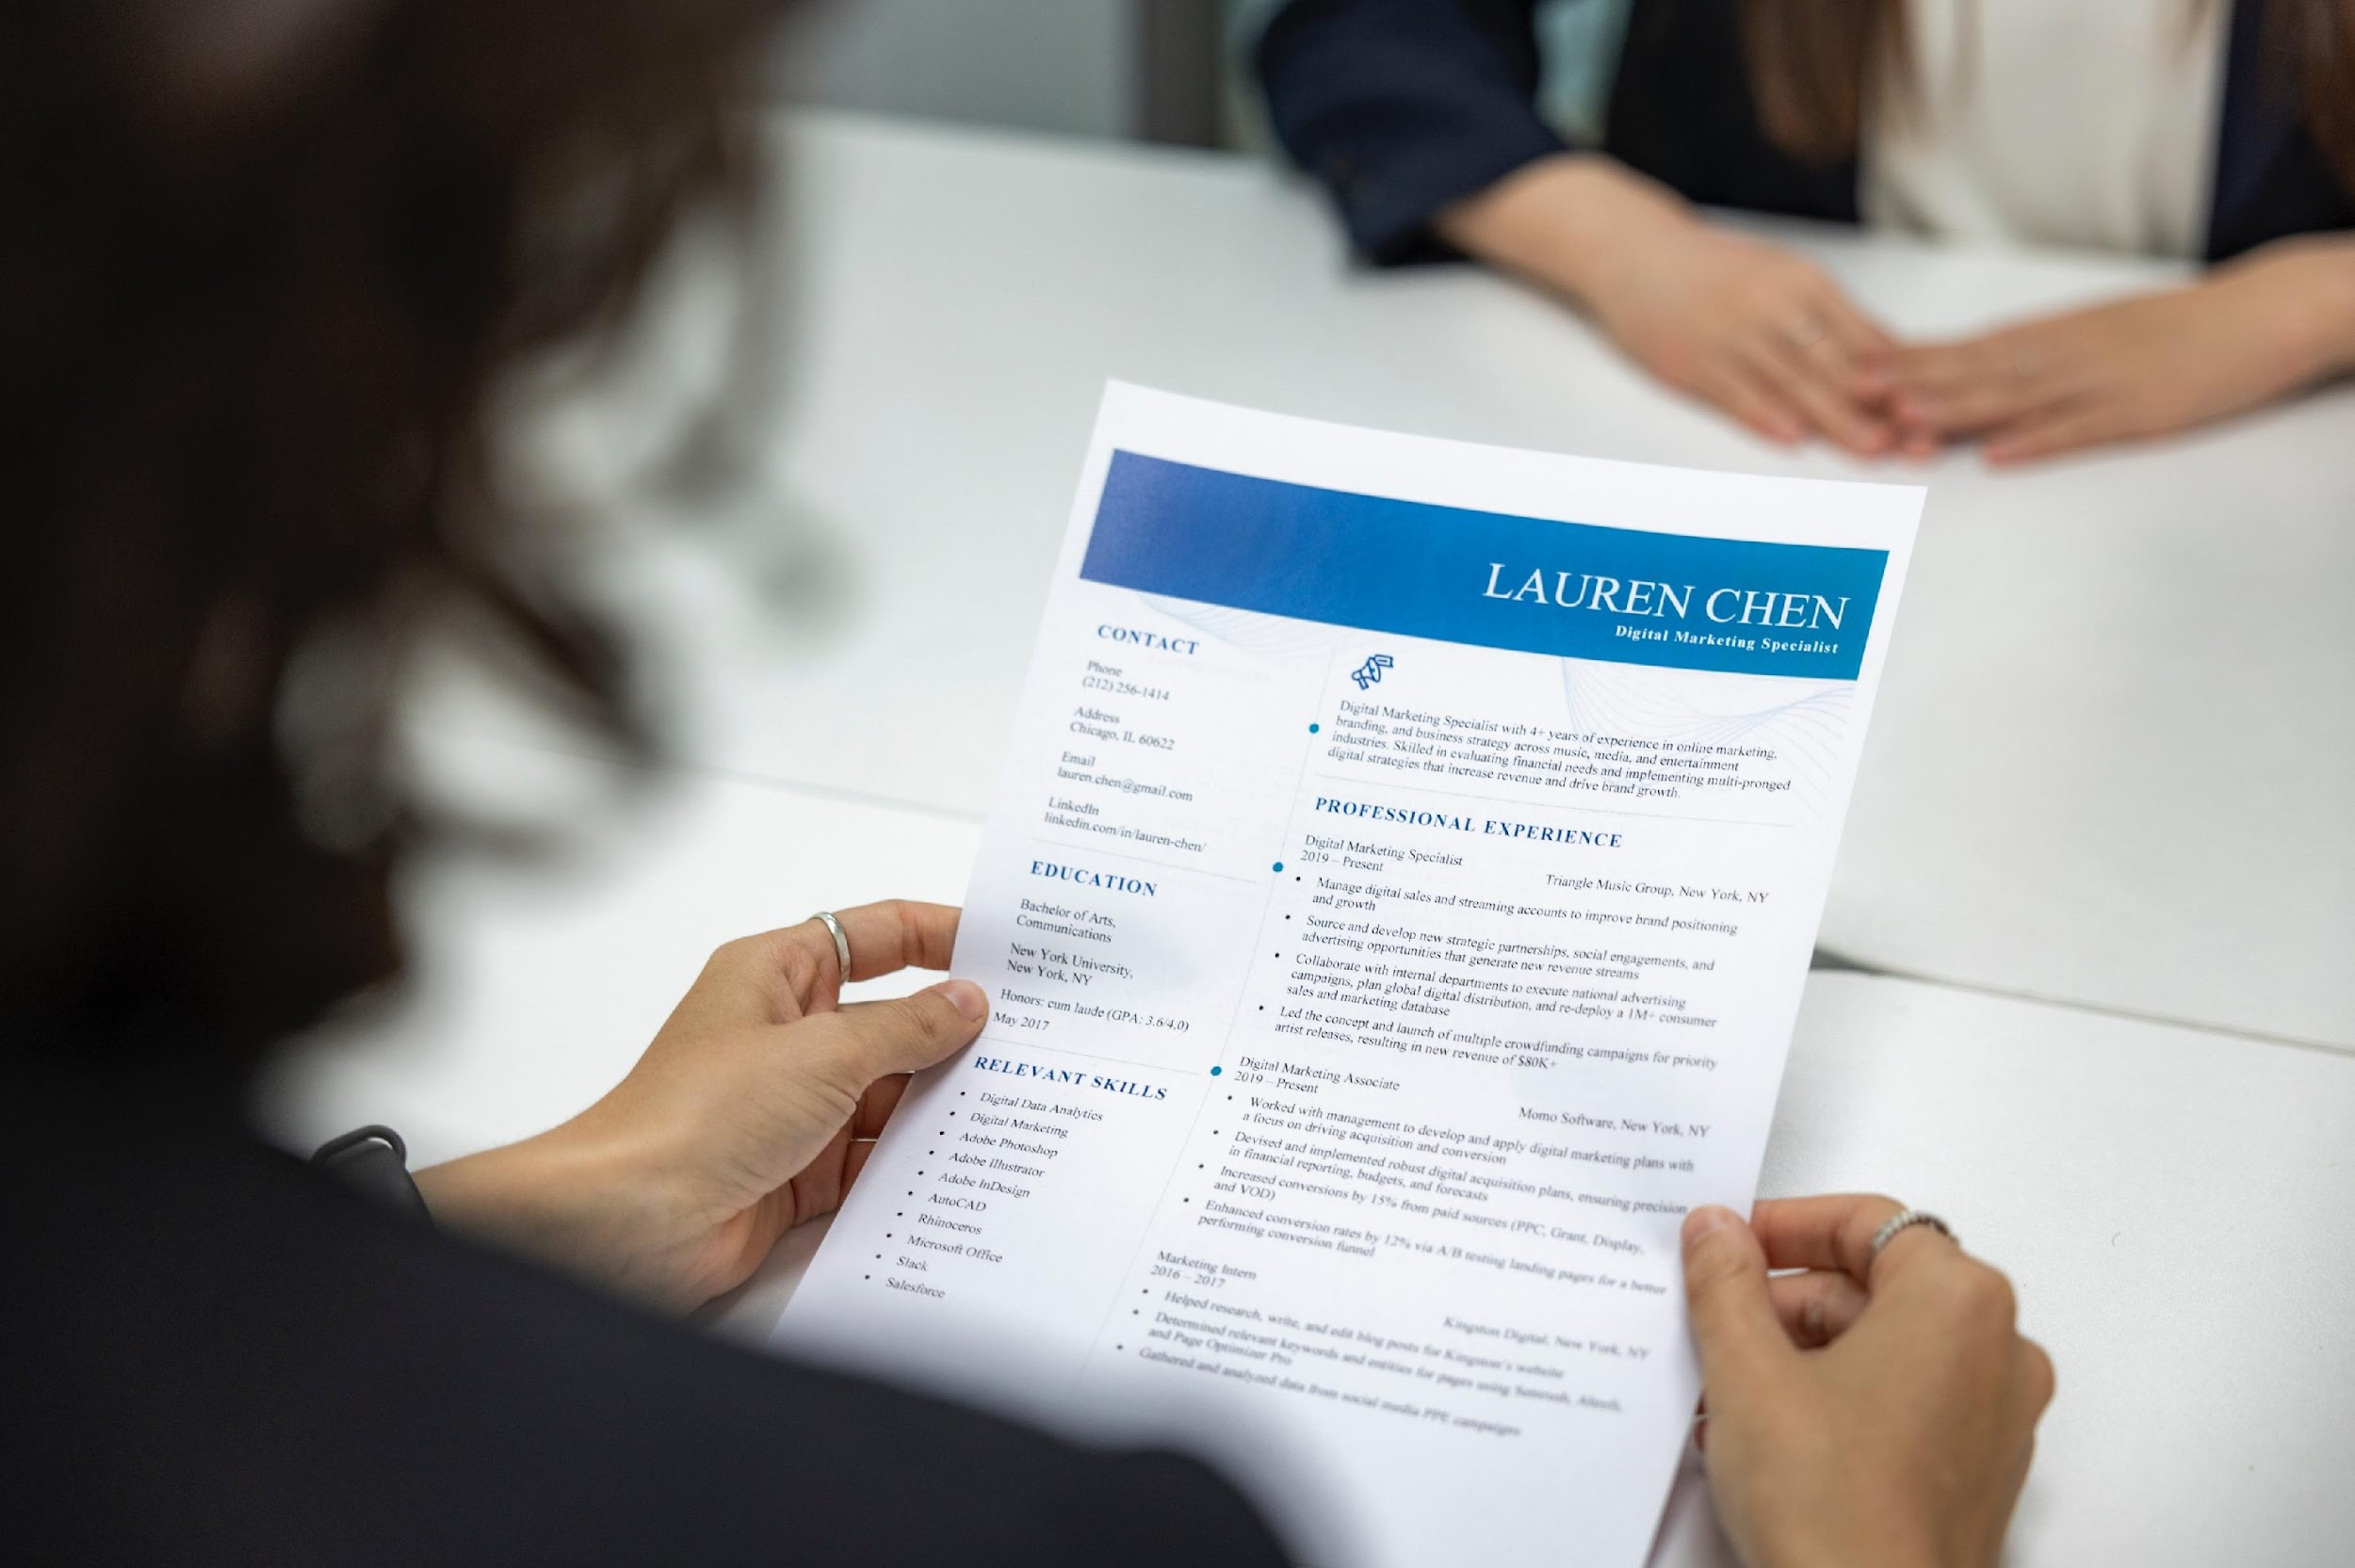 LAUREN CHEN
Digital Marketing Specialist
CONTACT
Phone
(212) 256-1414
Address
Chicago, IL 60622
Email
lauren.chen@gmail.com
LinkedIn
linkedin.com/in/lauren-chen/
EDUCATION
Bachelor of Arts,
Communications
New York University,
New York, NY
Honors: cum laude (GPA: 3.6/4.0)
May 2017
RELEVANT SKILLS
• Digital Data Analytics
• Digital Marketing
• Adobe Photoshop
• Adobe Illustrator
• Adobe InDesign
• AutoCAD
• Rhinoceros
• Microsoft Office
• Slack
• Salesforce
Digital Marketing Specialist with 4+ years of experience in online marketing,
branding, and business strategy across music, media, and entertainment
industries. Skilled in evaluating financial needs and implementing multi-pronged
digital strategies that increase revenue and drive brand growth.
PROFESSIONAL EXPERIENCE
Digital Marketing Specialist
2019 – Present
Triangle Music Group, New York, NY
• Manage digital sales and streaming accounts to improve brand positioning
and growth
• Source and develop new strategic partnerships, social engagements, and
advertising opportunities that generate new revenue streams
• Collaborate with internal departments to execute national advertising
campaigns, plan global digital distribution, and re-deploy a 1M+ consumer
sales and marketing database
• Led the concept and launch of multiple crowdfunding campaigns for priority
artist releases, resulting in new revenue of $80K+
Digital Marketing Associate
2019 – Present
Momo Software, New York, NY
• Worked with management to develop and apply digital marketing plans with
a focus on driving acquisition and conversion
• Devised and implemented robust digital acquisition plans, ensuring precision
in financial reporting, budgets, and forecasts
• Increased conversions by 15% from paid sources (PPC, Grant, Display,
and VOD)
• Enhanced conversion rates by 12% via A/B testing landing pages for a better
performing conversion funnel
Marketing Intern
2016 – 2017
Kingston Digital, New York, NY
• Helped research, write, and edit blog posts for Kingston's website
• Determined relevant keywords and entities for pages using Semrush, Ahrefs,
and Page Optimizer Pro
• Gathered and analyzed data from social media PPE campaigns